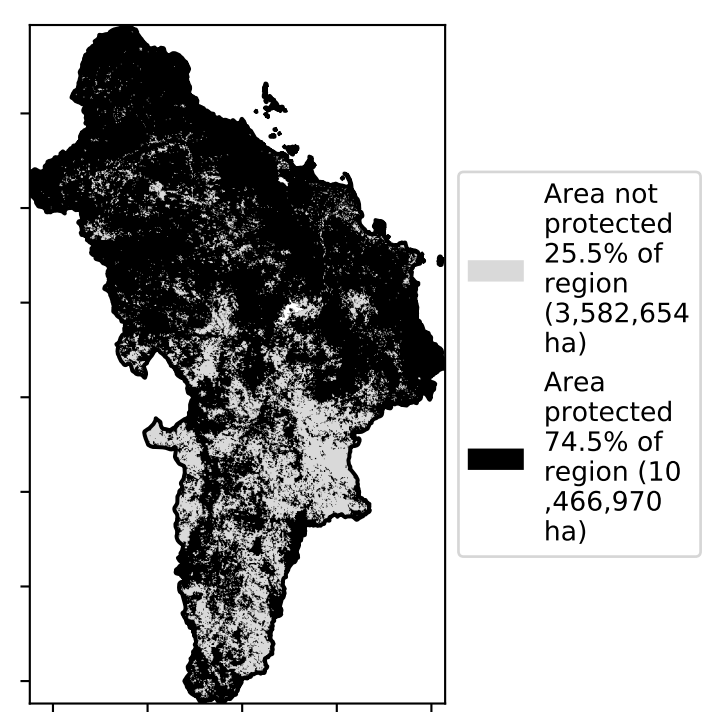 Area not
protected
25.5% of
region
(3,582,654
ha)
Area
protected
74.5% of
region (10
,466,970
ha)